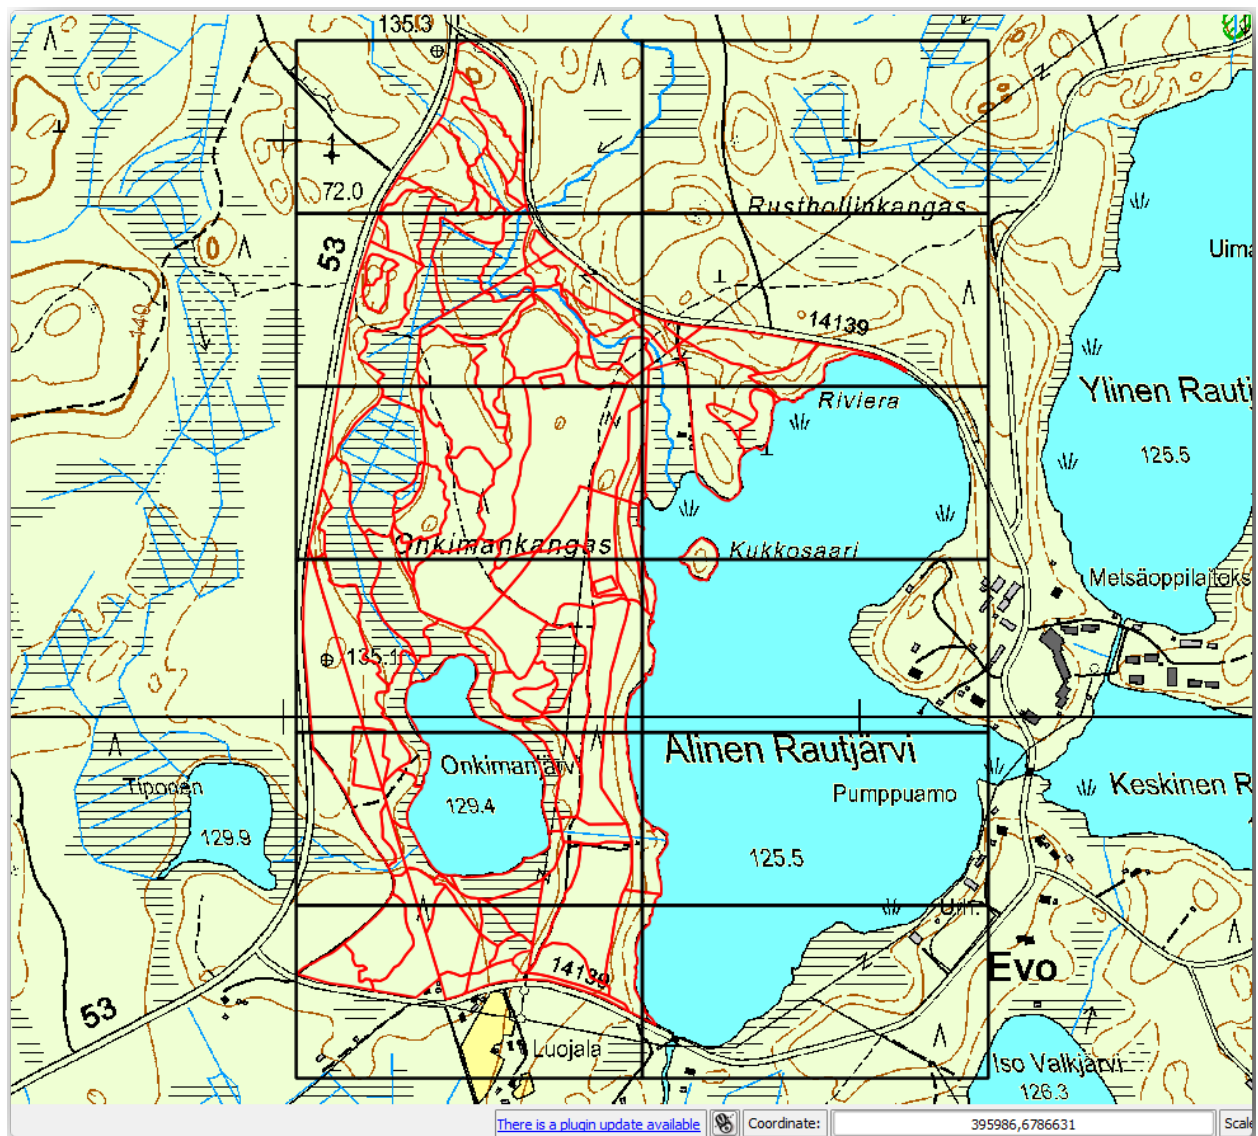 135.3
72.0
Rusthollinkangas
53
Uima
140
14139
Riviera
Ylinen Rautj
125.5
Onkimankangas
Kukkosaari
Metsäoppilaitoks
135.1
Alinen Rautjärvi
Onkimanjärvi
Pumppuamo
Keskinen R
129.4
129.9
125.5
14139
Evo
53
Luojala
Iso Valkjärvi
126.3
There is a plugin update available
Coordinate:
395986,6786631
Scale